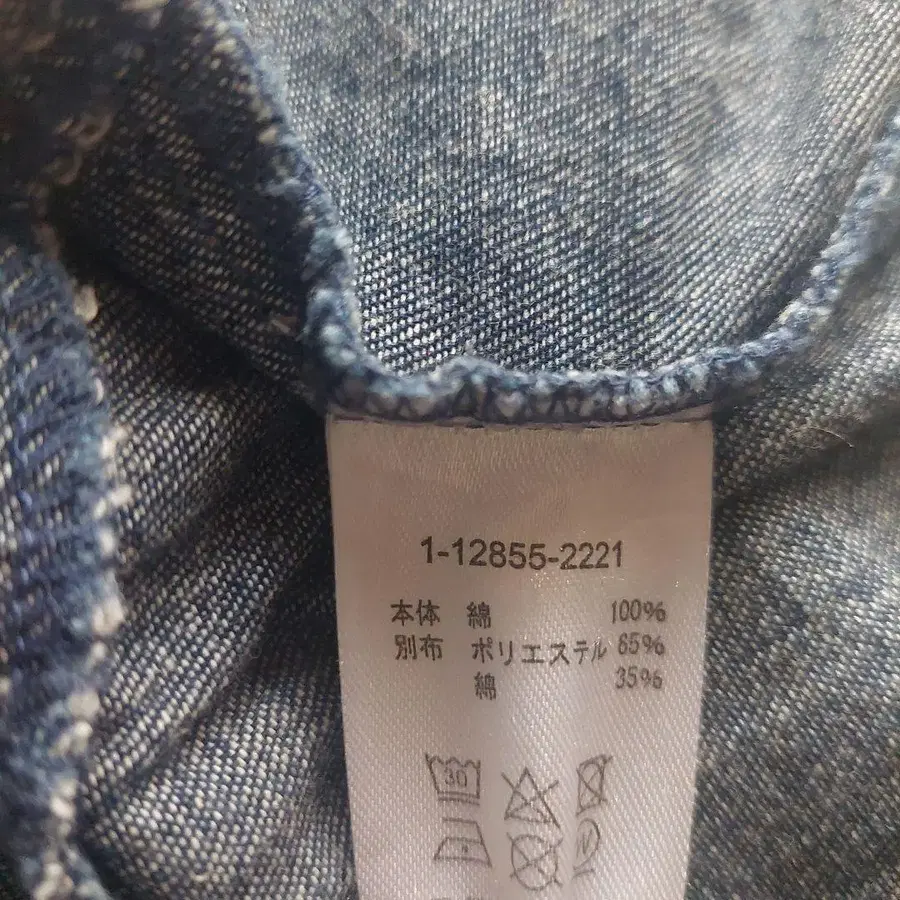 1-12855-2221
本体 綿 100%
別布 ポリエステル 65%
綿 35%
30